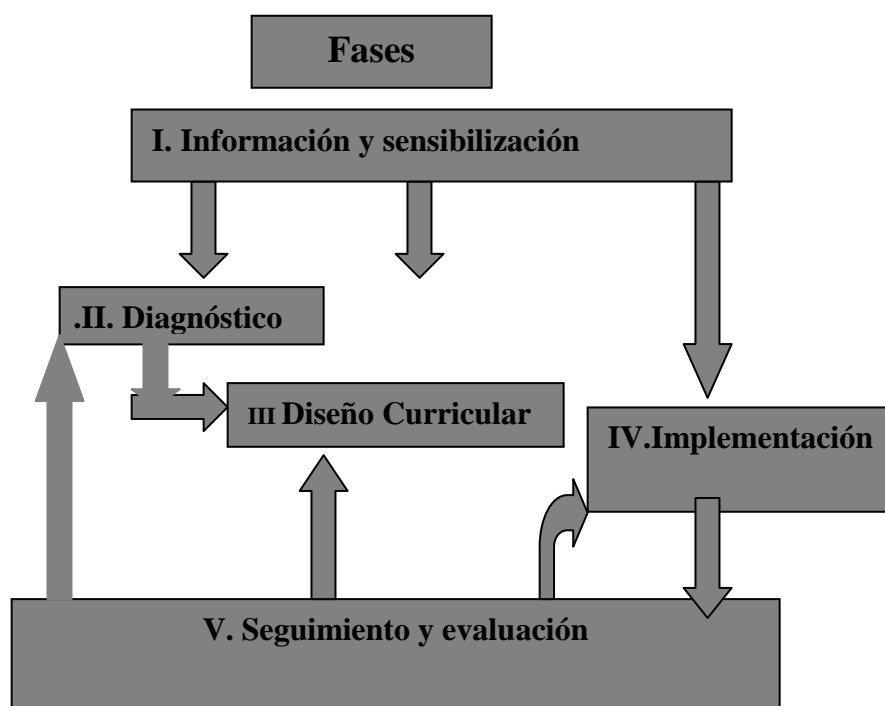 Fases
I. Información y sensibilización
.II. Diagnóstico
III Diseño Curricular
IV.Implementación
V. Seguimiento y evaluación